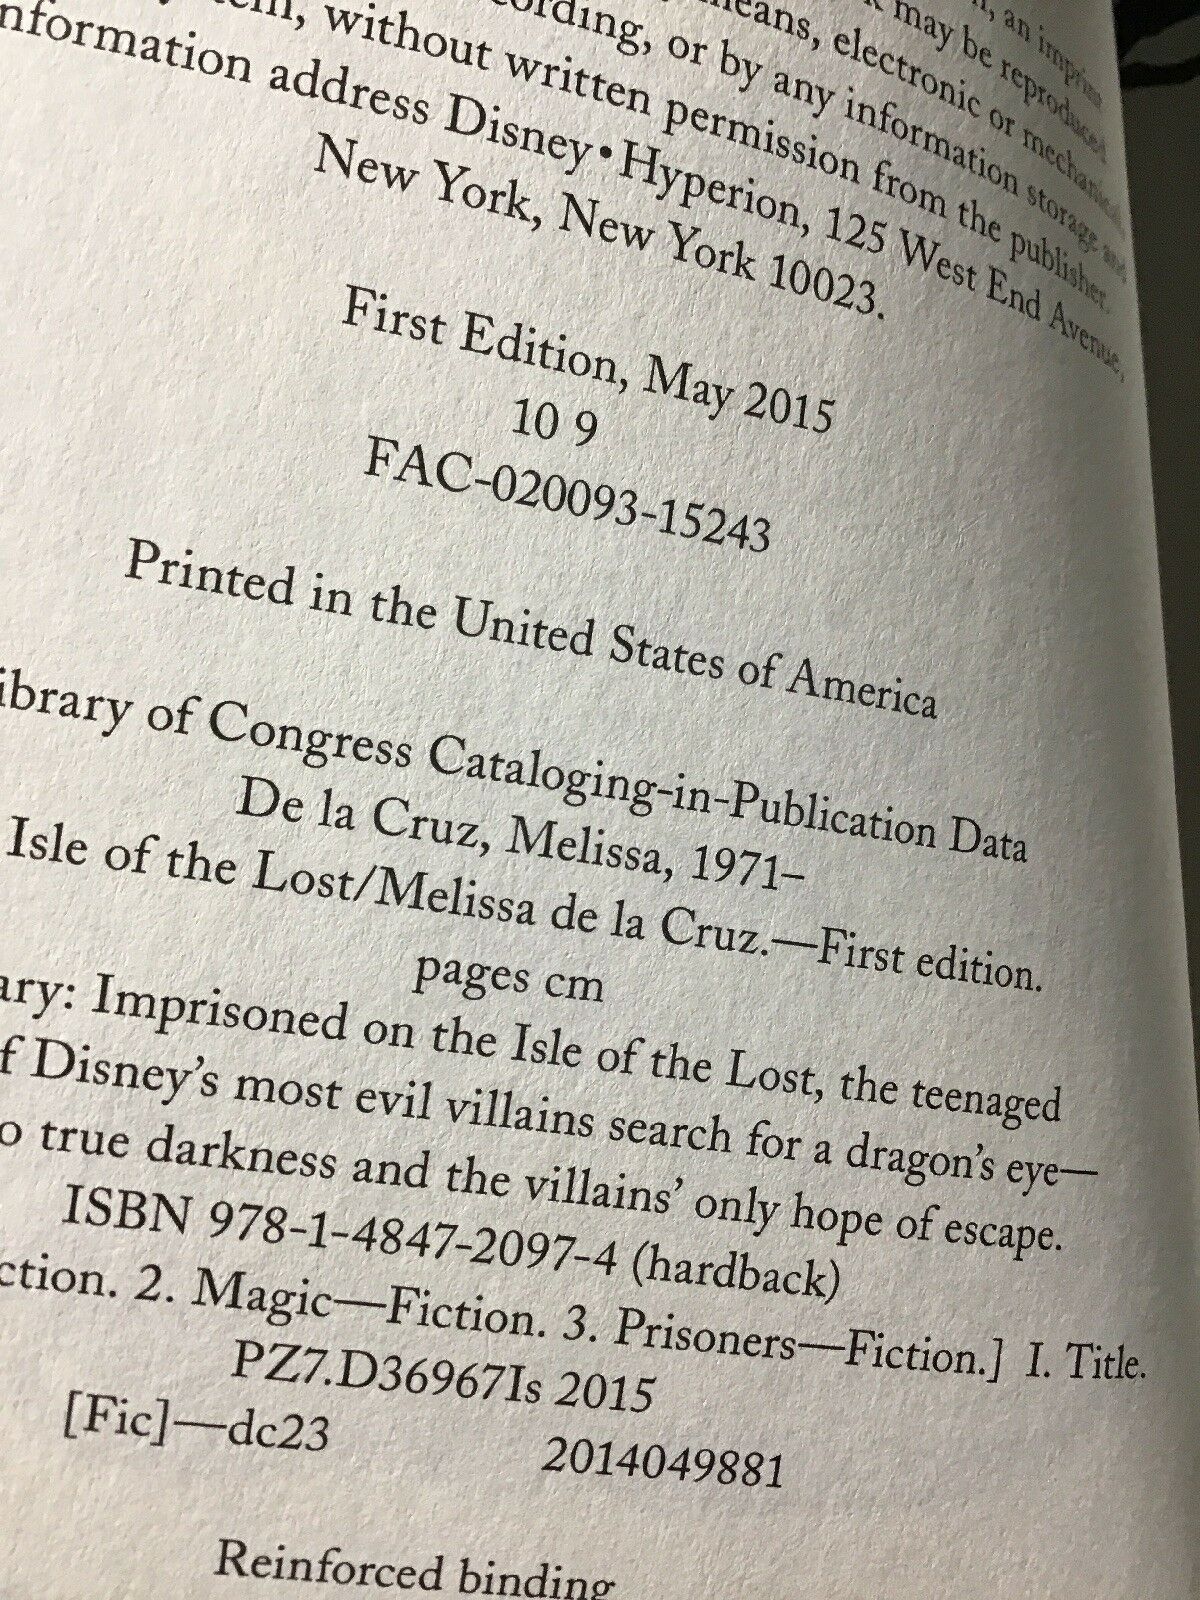 an imprint
may be reproduced
means, electronic or mechanical,
recording, or by any information storage and
system, without written permission from the publisher.
nformation address Disney • Hyperion, 125 West End Avenue,
New York, New York 10023.
First Edition, May 2015
10 9
FAC-020093-15243
Printed in the United States of America
ibrary of Congress Cataloging-in-Publication Data
De la Cruz, Melissa, 1971–
Isle of the Lost/Melissa de la Cruz.—First edition.
pages cm
ary: Imprisoned on the Isle of the Lost, the teenaged
f Disney's most evil villains search for a dragon's eye—
o true darkness and the villains' only hope of escape.
ISBN 978-1-4847-2097-4 (hardback)
ction. 2. Magic—Fiction. 3. Prisoners—Fiction.] I. Title.
PZ7.D36967Is 2015
[Fic]—dc23 2014049881
Reinforced binding